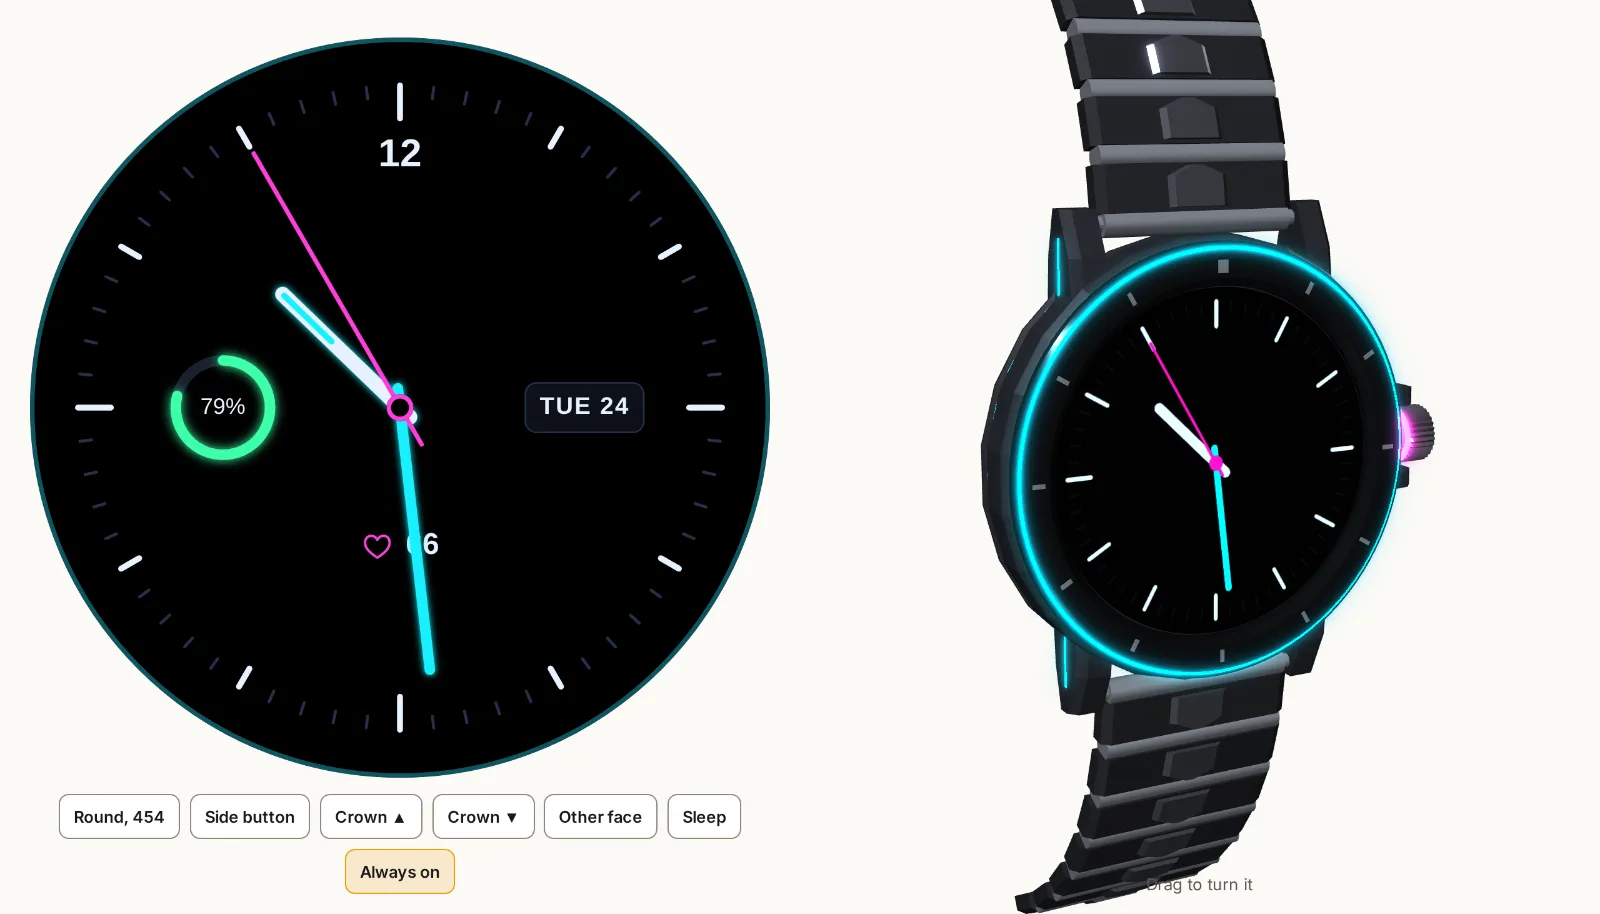 12
79%
TUE 24
Round, 454
Side button
Crown ▲
Crown ▼
Other face
Sleep
Always on
Drag to turn it